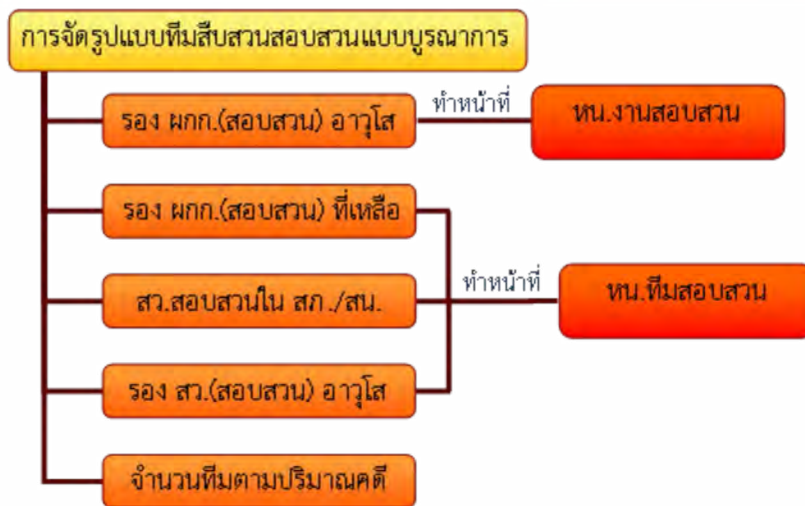 การจัดรูปแบบทีมสืบสวนสอบสวนแบบบูรณาการ
รอง ผกก.(สอบสวน) อาวุโส
ทำหน้าที่
หน.งานสอบสวน
รอง ผกก.(สอบสวน) ที่เหลือ
สว.สอบสวนใน สภ./สน.
ทำหน้าที่
หน.ทีมสอบสวน
รอง สว.(สอบสวน) อาวุโส
จำนวนทีมตามปริมาณคดี